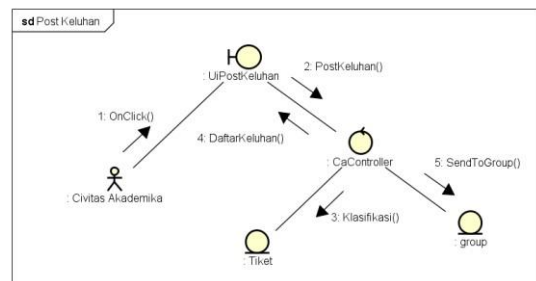 sd Post Keluhan
: UiPostKeluhan
2: PostKeluhan()
1: OnClick()
4: DaftarKeluhan()
: CaController
: Civitas Akademika
5: SendToGroup()
3: Klasifikasi()
: Tiket
: group